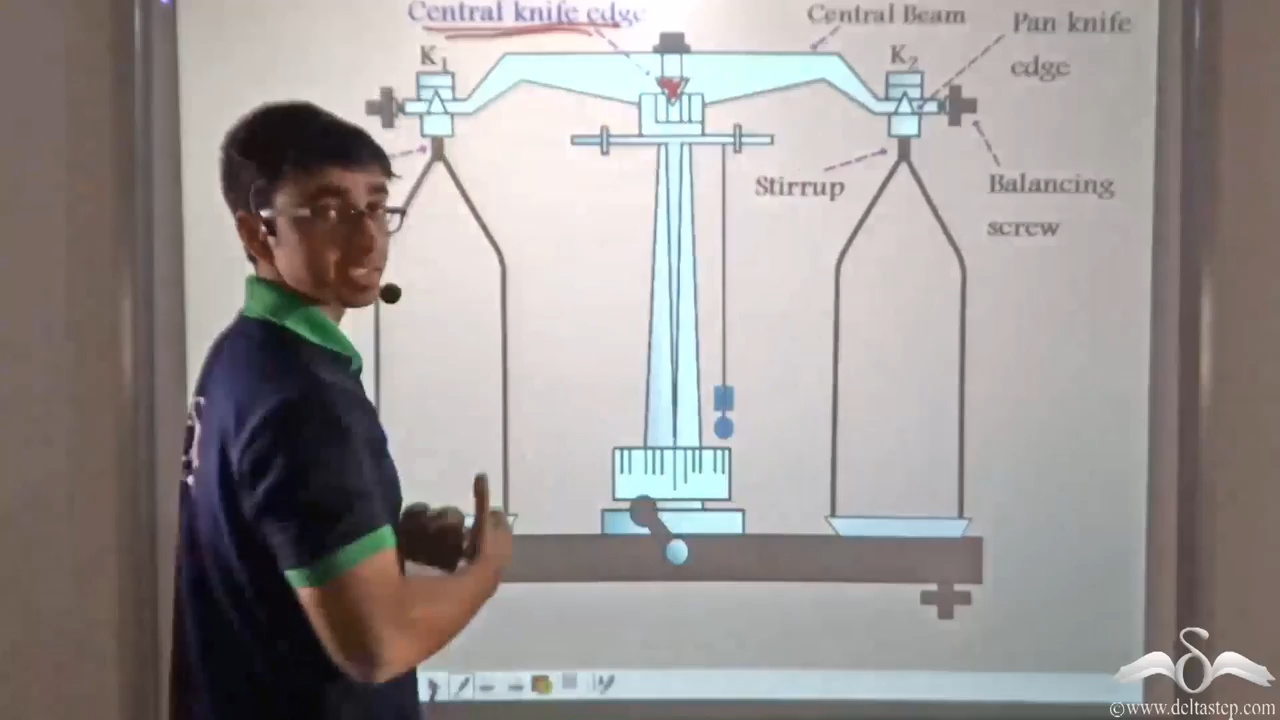 Central knife edge
Central Beam
Pan knife
edge
K1
K2
Stirrup
Balancing
screw
©www.deltastep.com